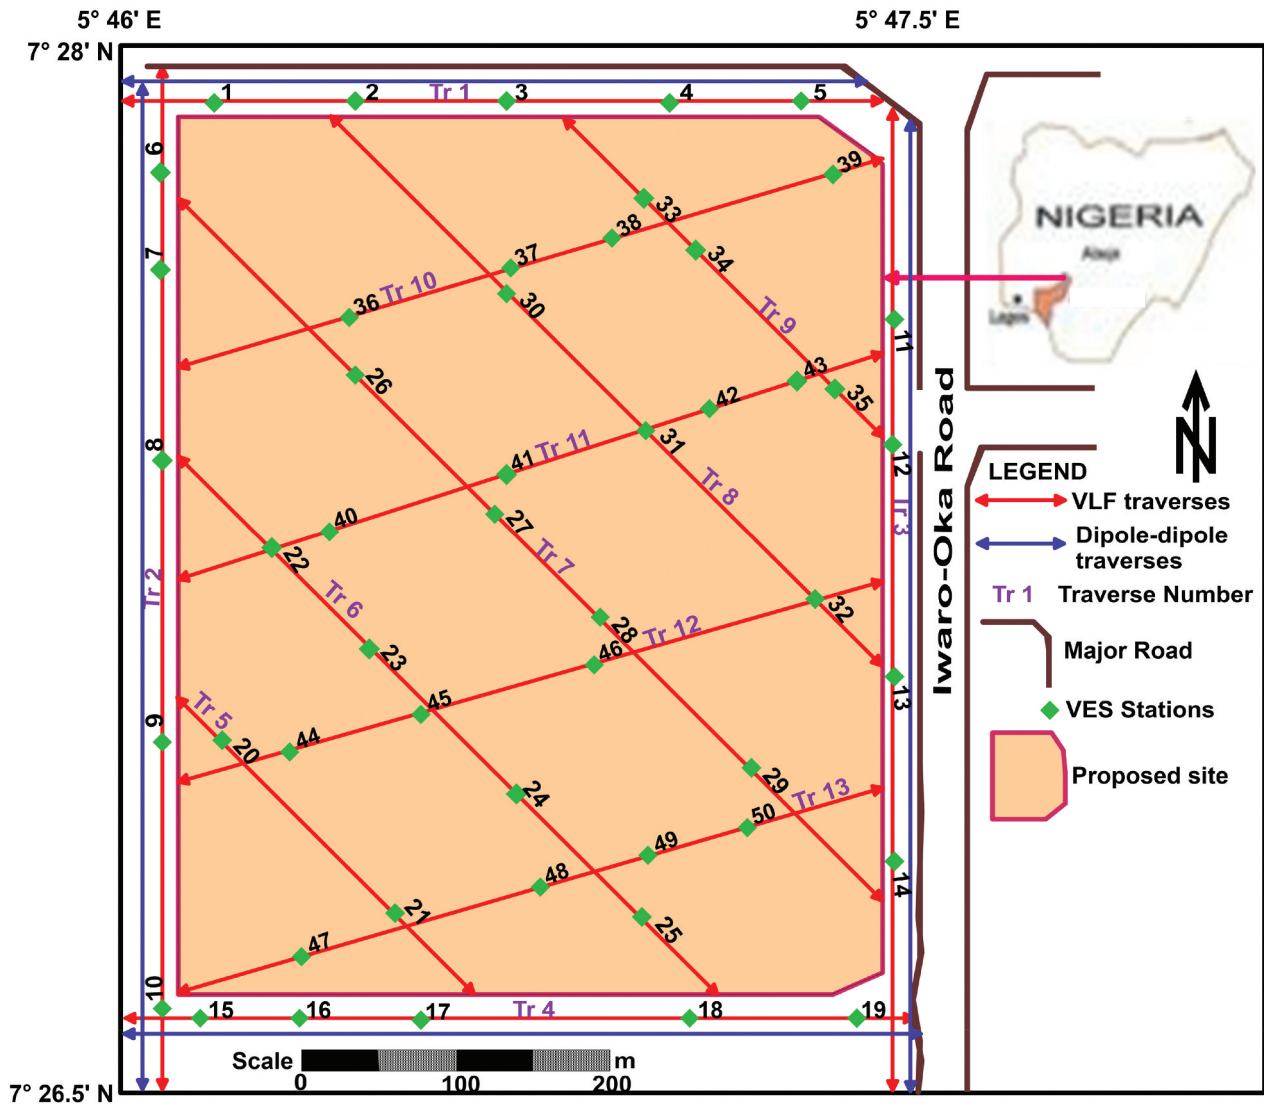 5° 46' E
5° 47.5' E
7° 28' N
1
2
Tr 1
3
4
5
6
7
8
Tr 2
9
10
39
33
38
34
37
36
Tr 10
30
Tr 9
11
26
43
35
42
41
Tr 11
31
12
40
Tr 8
Tr 3
27
22
Tr 7
Tr 6
32
28
Tr 12
46
23
13
Tr 5
45
20
44
29
Tr 13
24
50
49
14
48
21
25
47
15
16
17
Tr 4
18
19
Iwaro-Oka Road
NIGERIA
Abuja
Lagos
N
LEGEND
VLF traverses
Dipole-dipole
traverses
Tr 1 Traverse Number
Major Road
VES Stations
Proposed site
Scale
m
0
100
200
7° 26.5' N